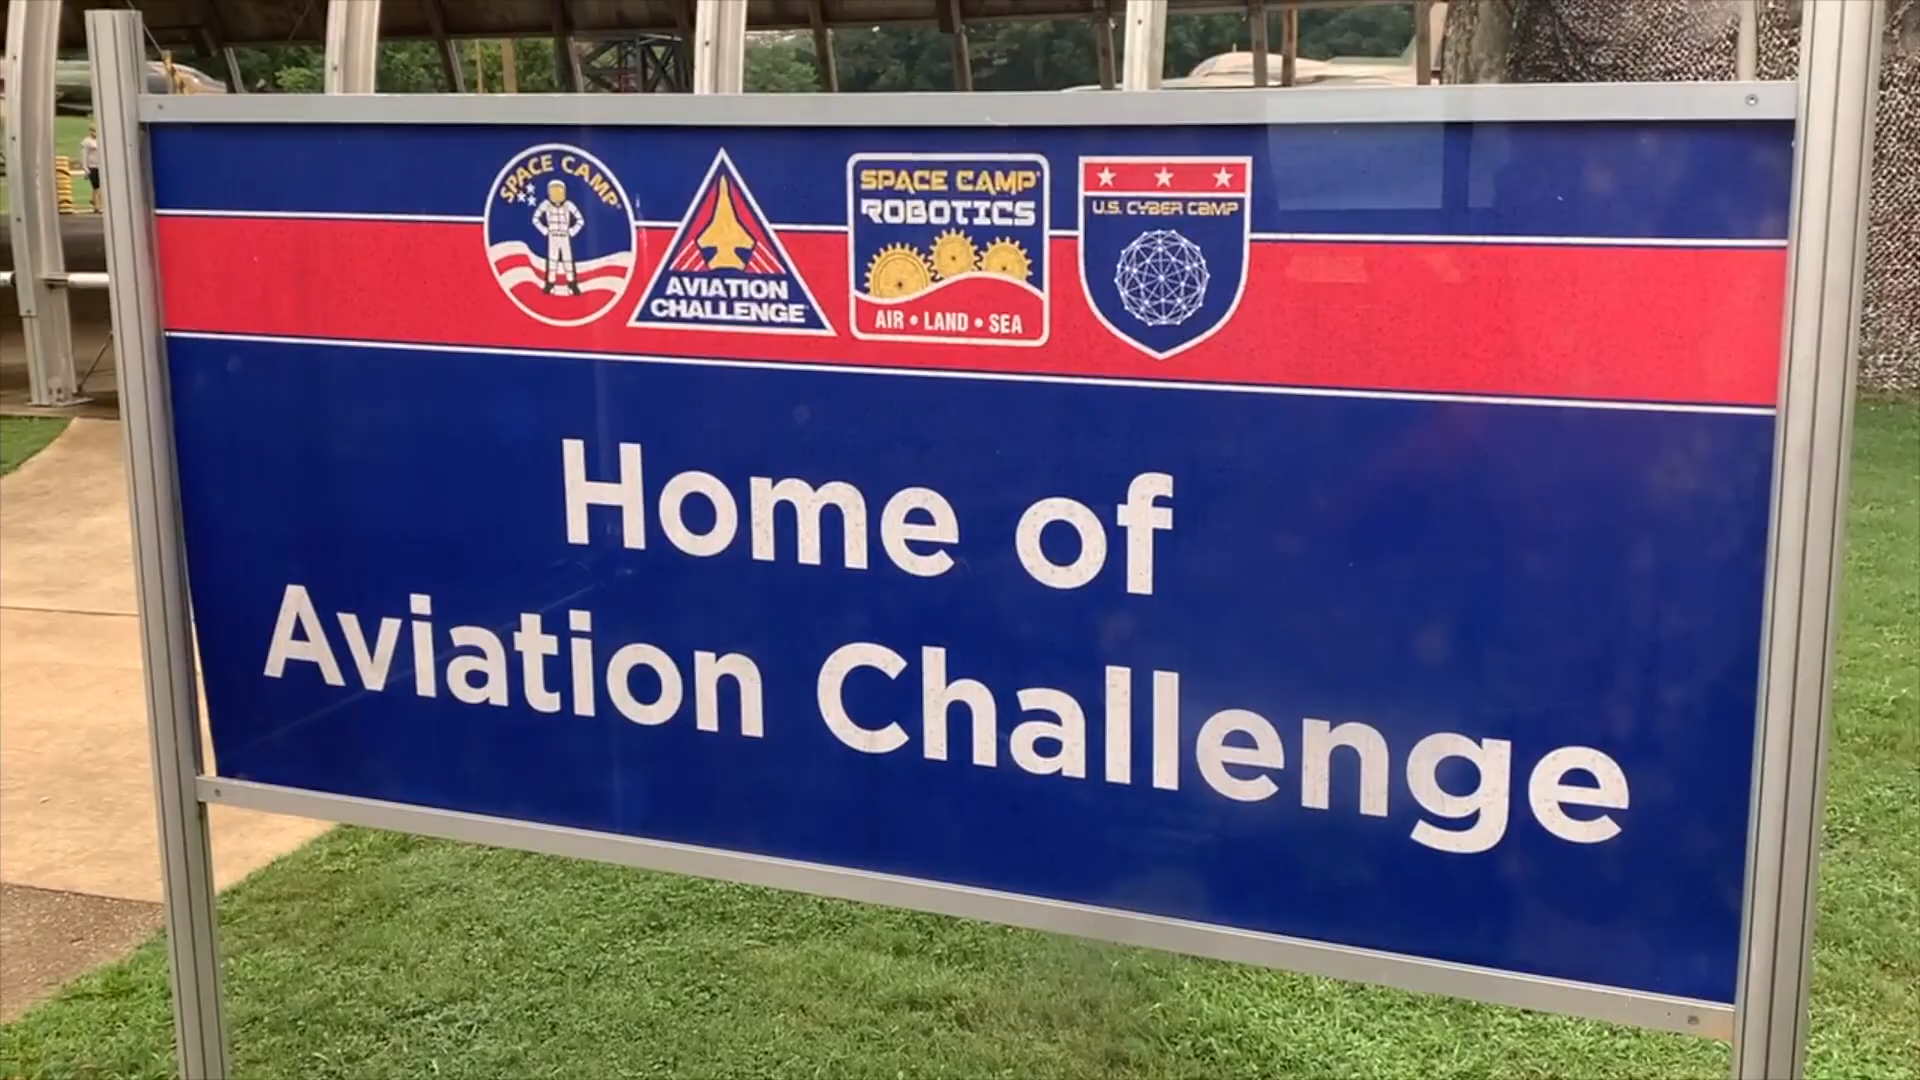 SPACE CAMP
AVIATION
CHALLENGE
SPACE CAMP
ROBOTICS
AIR • LAND • SEA
U.S. CYBER CAMP
Home of
Aviation Challenge